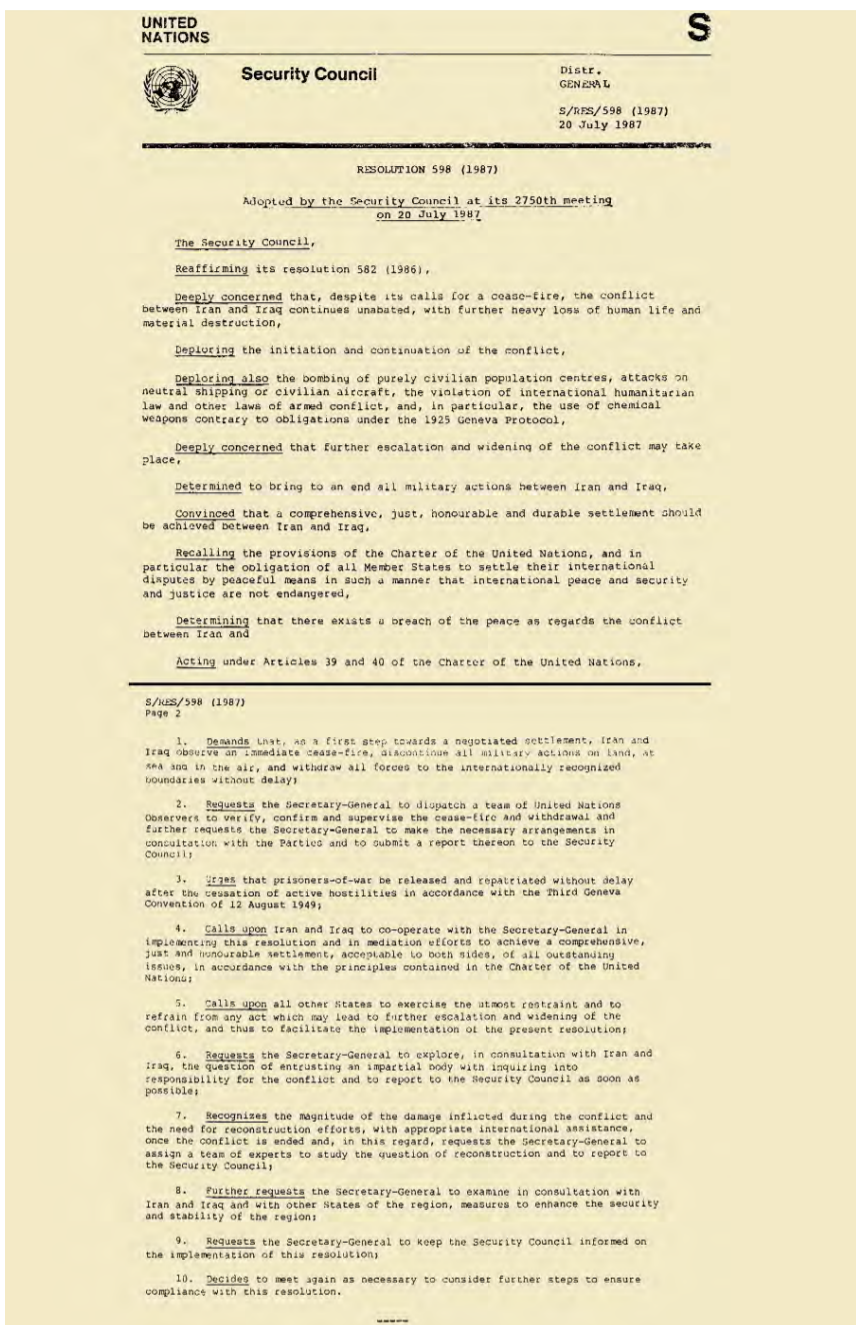 UNITED
NATIONS
S
Security Council
Distr.
GENERAL
S/RES/598 (1987)
20 July 1987
RESOLUTION 598 (1987)
Adopted by the Security Council at its 2750th meeting
on 20 July 1987
The Security Council,
Reaffirming its resolution 582 (1986),
Deeply concerned that, despite its calls for a cease-fire, the conflict
between Iran and Iraq continues unabated, with further heavy loss of human life and
material destruction,
Deploring the initiation and continuation of the conflict,
Deploring also the bombing of purely civilian population centres, attacks on
neutral shipping or civilian aircraft, the violation of international humanitarian
law and other laws of armed conflict, and, in particular, the use of chemical
weapons contrary to obligations under the 1925 Geneva Protocol,
Deeply concerned that further escalation and widening of the conflict may take
place,
Determined to bring to an end all military actions between Iran and Iraq,
Convinced that a comprehensive, just, honourable and durable settlement should
be achieved between Iran and Iraq,
Recalling the provisions of the Charter of the United Nations, and in
particular the obligation of all Member States to settle their international
disputes by peaceful means in such a manner that international peace and security
and justice are not endangered,
Determining that there exists a breach of the peace as regards the conflict
between Iran and
Acting under Articles 39 and 40 of the Charter of the United Nations,
S/RES/598 (1987)
Page 2
1. Demands that, as a first step towards a negotiated settlement, Iran and
Iraq observe an immediate cease-fire, discontinue all military actions on land, at
sea and in the air, and withdraw all forces to the internationally recognized
boundaries without delay;
2. Requests the Secretary-General to dispatch a team of United Nations
Observers to verify, confirm and supervise the cease-fire and withdrawal and
further requests the Secretary-General to make the necessary arrangements in
consultation with the Parties and to submit a report thereon to the Security
Council;
3. Urges that prisoners-of-war be released and repatriated without delay
after the cessation of active hostilities in accordance with the Third Geneva
Convention of 12 August 1949;
4. Calls upon Iran and Iraq to co-operate with the Secretary-General in
implementing this resolution and in mediation efforts to achieve a comprehensive,
just and honourable settlement, acceptable to both sides, of all outstanding
issues, in accordance with the principles contained in the Charter of the United
Nations;
5. Calls upon all other States to exercise the utmost restraint and to
refrain from any act which may lead to further escalation and widening of the
conflict, and thus to facilitate the implementation of the present resolution;
6. Requests the Secretary-General to explore, in consultation with Iran and
Iraq, the question of entrusting an impartial body with inquiring into
responsibility for the conflict and to report to the Security Council as soon as
possible;
7. Recognizes the magnitude of the damage inflicted during the conflict and
the need for reconstruction efforts, with appropriate international assistance,
once the conflict is ended and, in this regard, requests the Secretary-General to
assign a team of experts to study the question of reconstruction and to report to
the Security Council;
8. Further requests the Secretary-General to examine in consultation with
Iran and Iraq and with other States of the region, measures to enhance the security
and stability of the region;
9. Requests the Secretary-General to keep the Security Council informed on
the implementation of this resolution;
10. Decides to meet again as necessary to consider further steps to ensure
compliance with this resolution.
-----